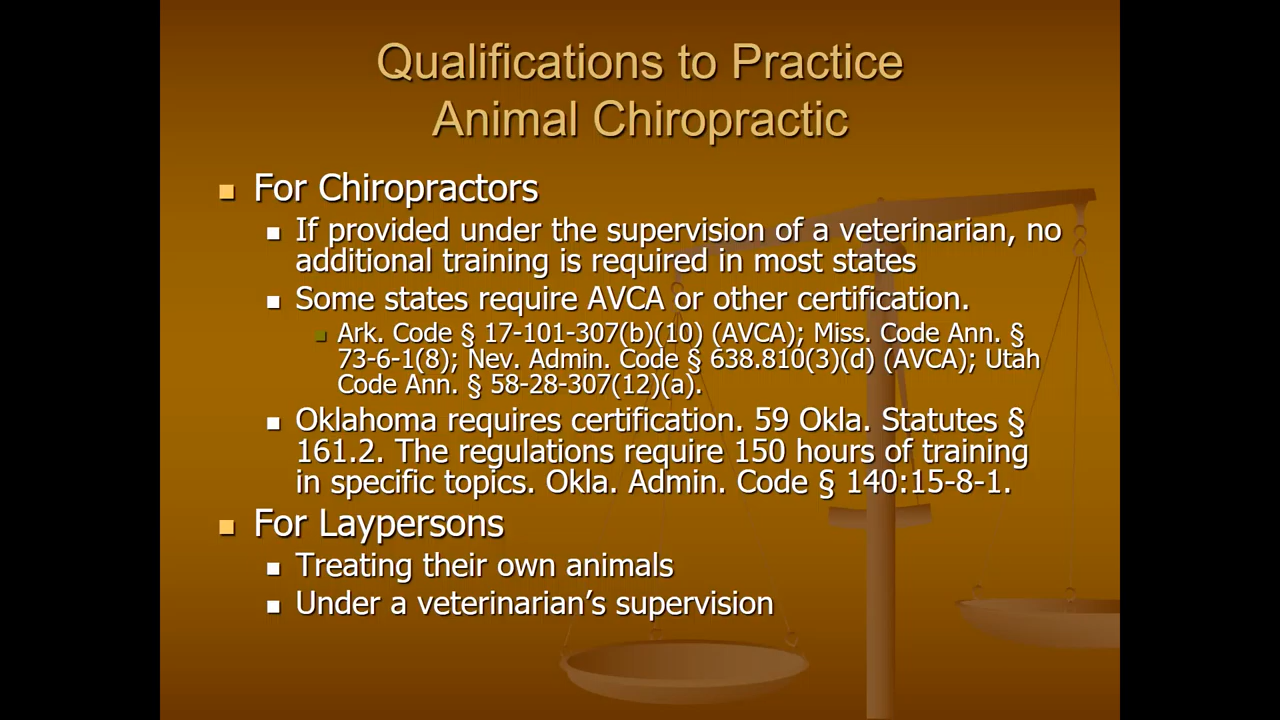 Qualifications to Practice
Animal Chiropractic
For Chiropractors
If provided under the supervision of a veterinarian, no
additional training is required in most states
Some states require AVCA or other certification.
Ark. Code § 17-101-307(b)(10) (AVCA); Miss. Code Ann. §
73-6-1(8); Nev. Admin. Code § 638.810(3)(d) (AVCA); Utah
Code Ann. § 58-28-307(12)(a).
Oklahoma requires certification. 59 Okla. Statutes §
161.2. The regulations require 150 hours of training
in specific topics. Okla. Admin. Code § 140:15-8-1.
For Laypersons
Treating their own animals
Under a veterinarian’s supervision